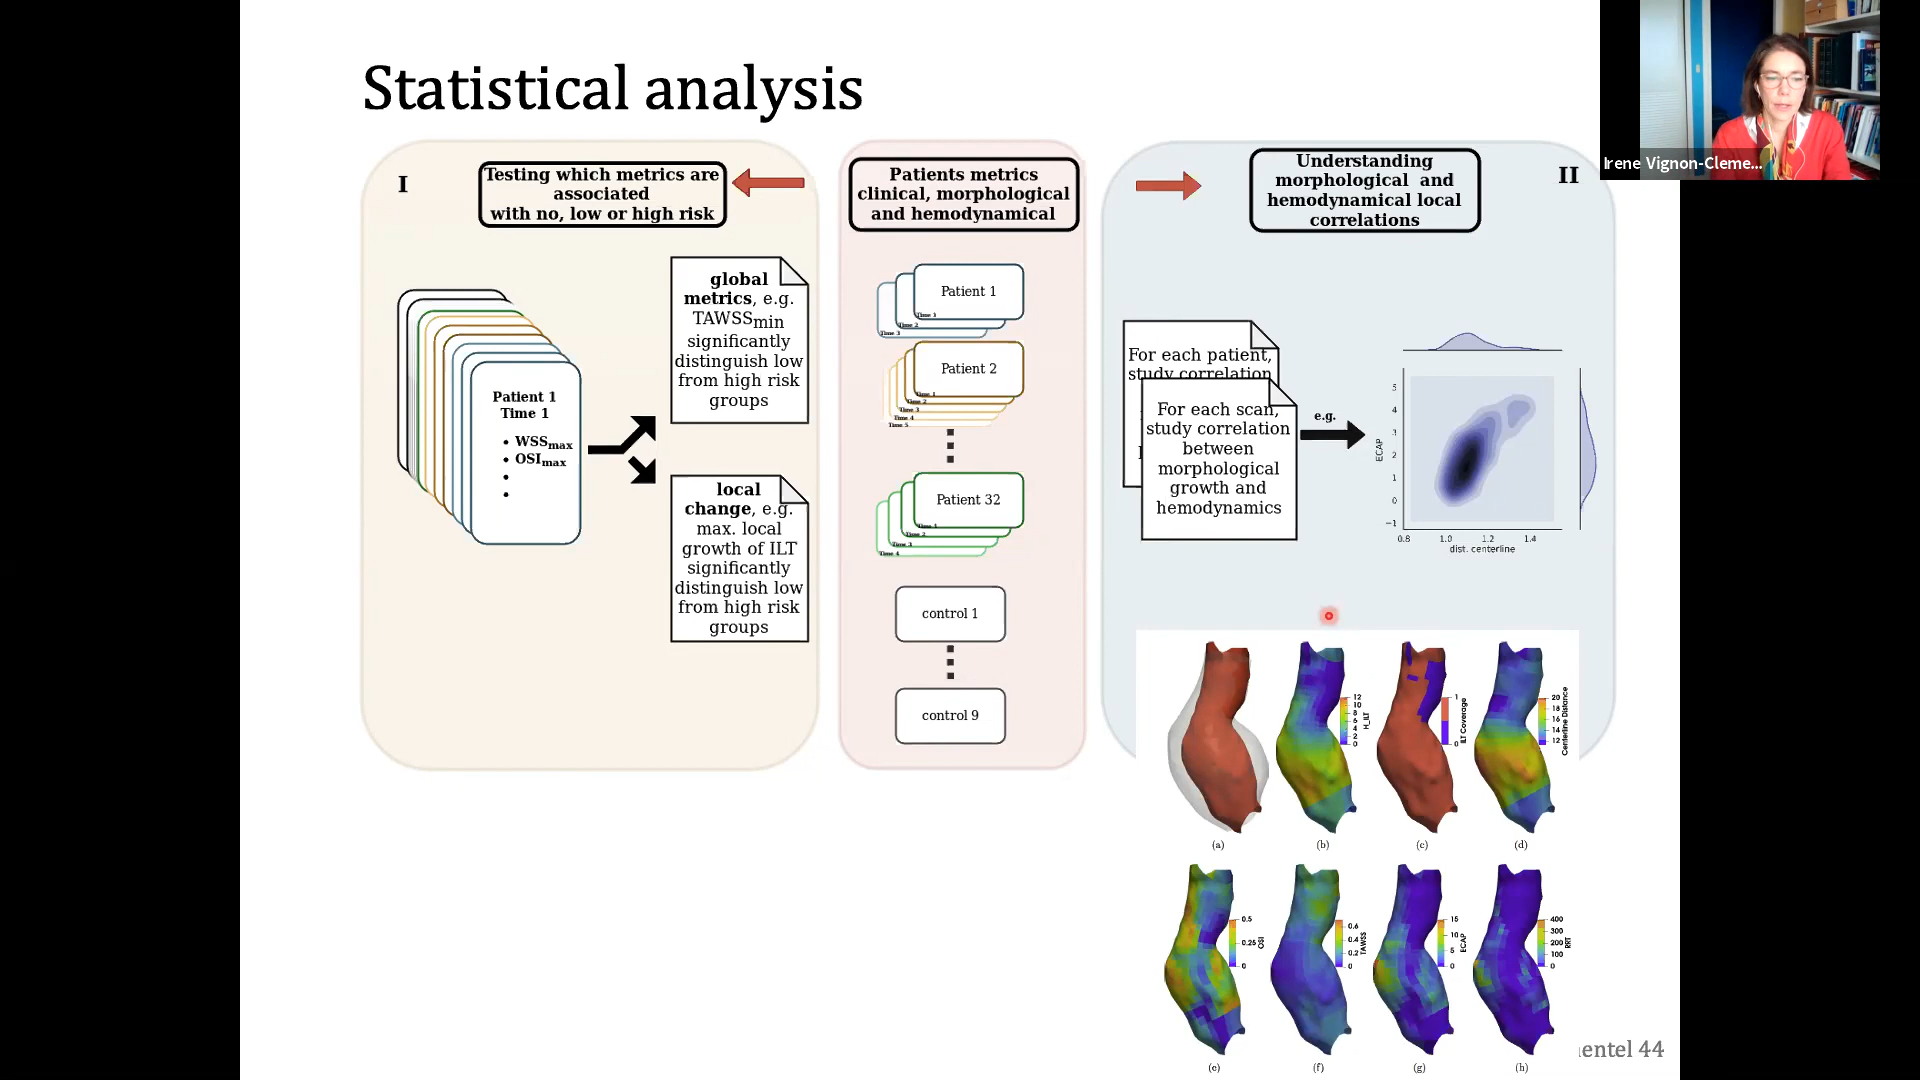 Statistical analysis
Irene Vignon-Cleme...
I
Testing which metrics are
associated
with no, low or high risk
Patient 1
Time 1
• WSSmax
• OSImax
•
•
global
metrics, e.g.
TAWSSmin
significantly
distinguish low
from high risk
groups
local
change, e.g.
max. local
growth of ILT
significantly
distinguish low
from high risk
groups
Patients metrics
clinical, morphological
and hemodynamical
Patient 1
Time 1
Time 2
Time 3
Patient 2
Time 1
Time 2
Time 3
Time 4
Time 5
Patient 32
Time 1
Time 2
Time 3
Time 4
control 1
control 9
II
Understanding
morphological and
hemodynamical local
correlations
For each patient,
study correlation
For each scan,
study correlation
between
morphological
growth and
hemodynamics
e.g.
ECAP
5
4
3
2
1
0
−1
0.8 1.0 1.2 1.4
dist. centerline
12
10
8
6
4
2
0
H_ILT
1
0
ILT Coverage
20
18
16
14
12
Centerline Distance
(a) (b) (c) (d)
0.5
0.25
0
OSI
0.6
0.4
0.2
0
TAWSS
15
10
5
0
ECAP
400
300
200
100
0
RRT
(e) (f) (g) (h)
entel 44